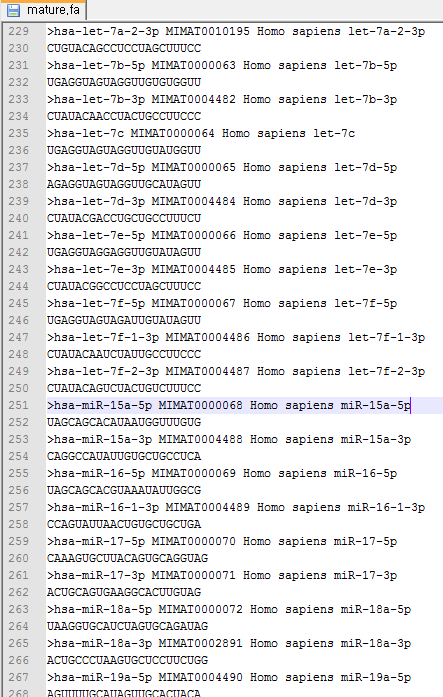 mature.fa
229 >hsa-let-7a-2-3p MIMAT0010195 Homo sapiens let-7a-2-3p
230 CUGUACAGCCUCCUAGCUUUCC
231 >hsa-let-7b-5p MIMAT0000063 Homo sapiens let-7b-5p
232 UGAGGUAGUAGGUUGUGUGGUU
233 >hsa-let-7b-3p MIMAT0004482 Homo sapiens let-7b-3p
234 CUAUACAACCUACUGCCUUCCC
235 >hsa-let-7c MIMAT0000064 Homo sapiens let-7c
236 UGAGGUAGUAGGUUGUAUGGUU
237 >hsa-let-7d-5p MIMAT0000065 Homo sapiens let-7d-5p
238 AGAGGUAGUAGGUUGCAUAGUU
239 >hsa-let-7d-3p MIMAT0004484 Homo sapiens let-7d-3p
240 CUAUACGACCUGCUGCCUUUCU
241 >hsa-let-7e-5p MIMAT0000066 Homo sapiens let-7e-5p
242 UGAGGUAGGAGGUUGUAUAGUU
243 >hsa-let-7e-3p MIMAT0004485 Homo sapiens let-7e-3p
244 CUAUACGGCCUCCUAGCUUUCC
245 >hsa-let-7f-5p MIMAT0000067 Homo sapiens let-7f-5p
246 UGAGGUAGUAGAUUGUAUAGUU
247 >hsa-let-7f-1-3p MIMAT0004486 Homo sapiens let-7f-1-3p
248 CUAUACAAUCUAUUGCCUUCCC
249 >hsa-let-7f-2-3p MIMAT0004487 Homo sapiens let-7f-2-3p
250 CUAUACAGUCUACUGUCUUUCC
251 >hsa-miR-15a-5p MIMAT0000068 Homo sapiens miR-15a-5p
252 UAGCAGCACAUAAUGGUUUGUG
253 >hsa-miR-15a-3p MIMAT0004488 Homo sapiens miR-15a-3p
254 CAGGCCAUAUUGUGCUGCCUCA
255 >hsa-miR-16-5p MIMAT0000069 Homo sapiens miR-16-5p
256 UAGCAGCACGUAAAUAUUGGCG
257 >hsa-miR-16-1-3p MIMAT0004489 Homo sapiens miR-16-1-3p
258 CCAGUAUUAACUGUGCUGCUGA
259 >hsa-miR-17-5p MIMAT0000070 Homo sapiens miR-17-5p
260 CAAAGUGCUUACAGUGCAGGUAG
261 >hsa-miR-17-3p MIMAT0000071 Homo sapiens miR-17-3p
262 ACUGCAGUGAAGGCACUUGUAG
263 >hsa-miR-18a-5p MIMAT0000072 Homo sapiens miR-18a-5p
264 UAAGGUGCAUCUAGUGCAGAUAG
265 >hsa-miR-18a-3p MIMAT0002891 Homo sapiens miR-18a-3p
266 ACUGCCCUAAGUGCUCCUUCUGG
267 >hsa-miR-19a-5p MIMAT0004490 Homo sapiens miR-19a-5p
268 AGUUUUGCAUAGUUGCACUACA